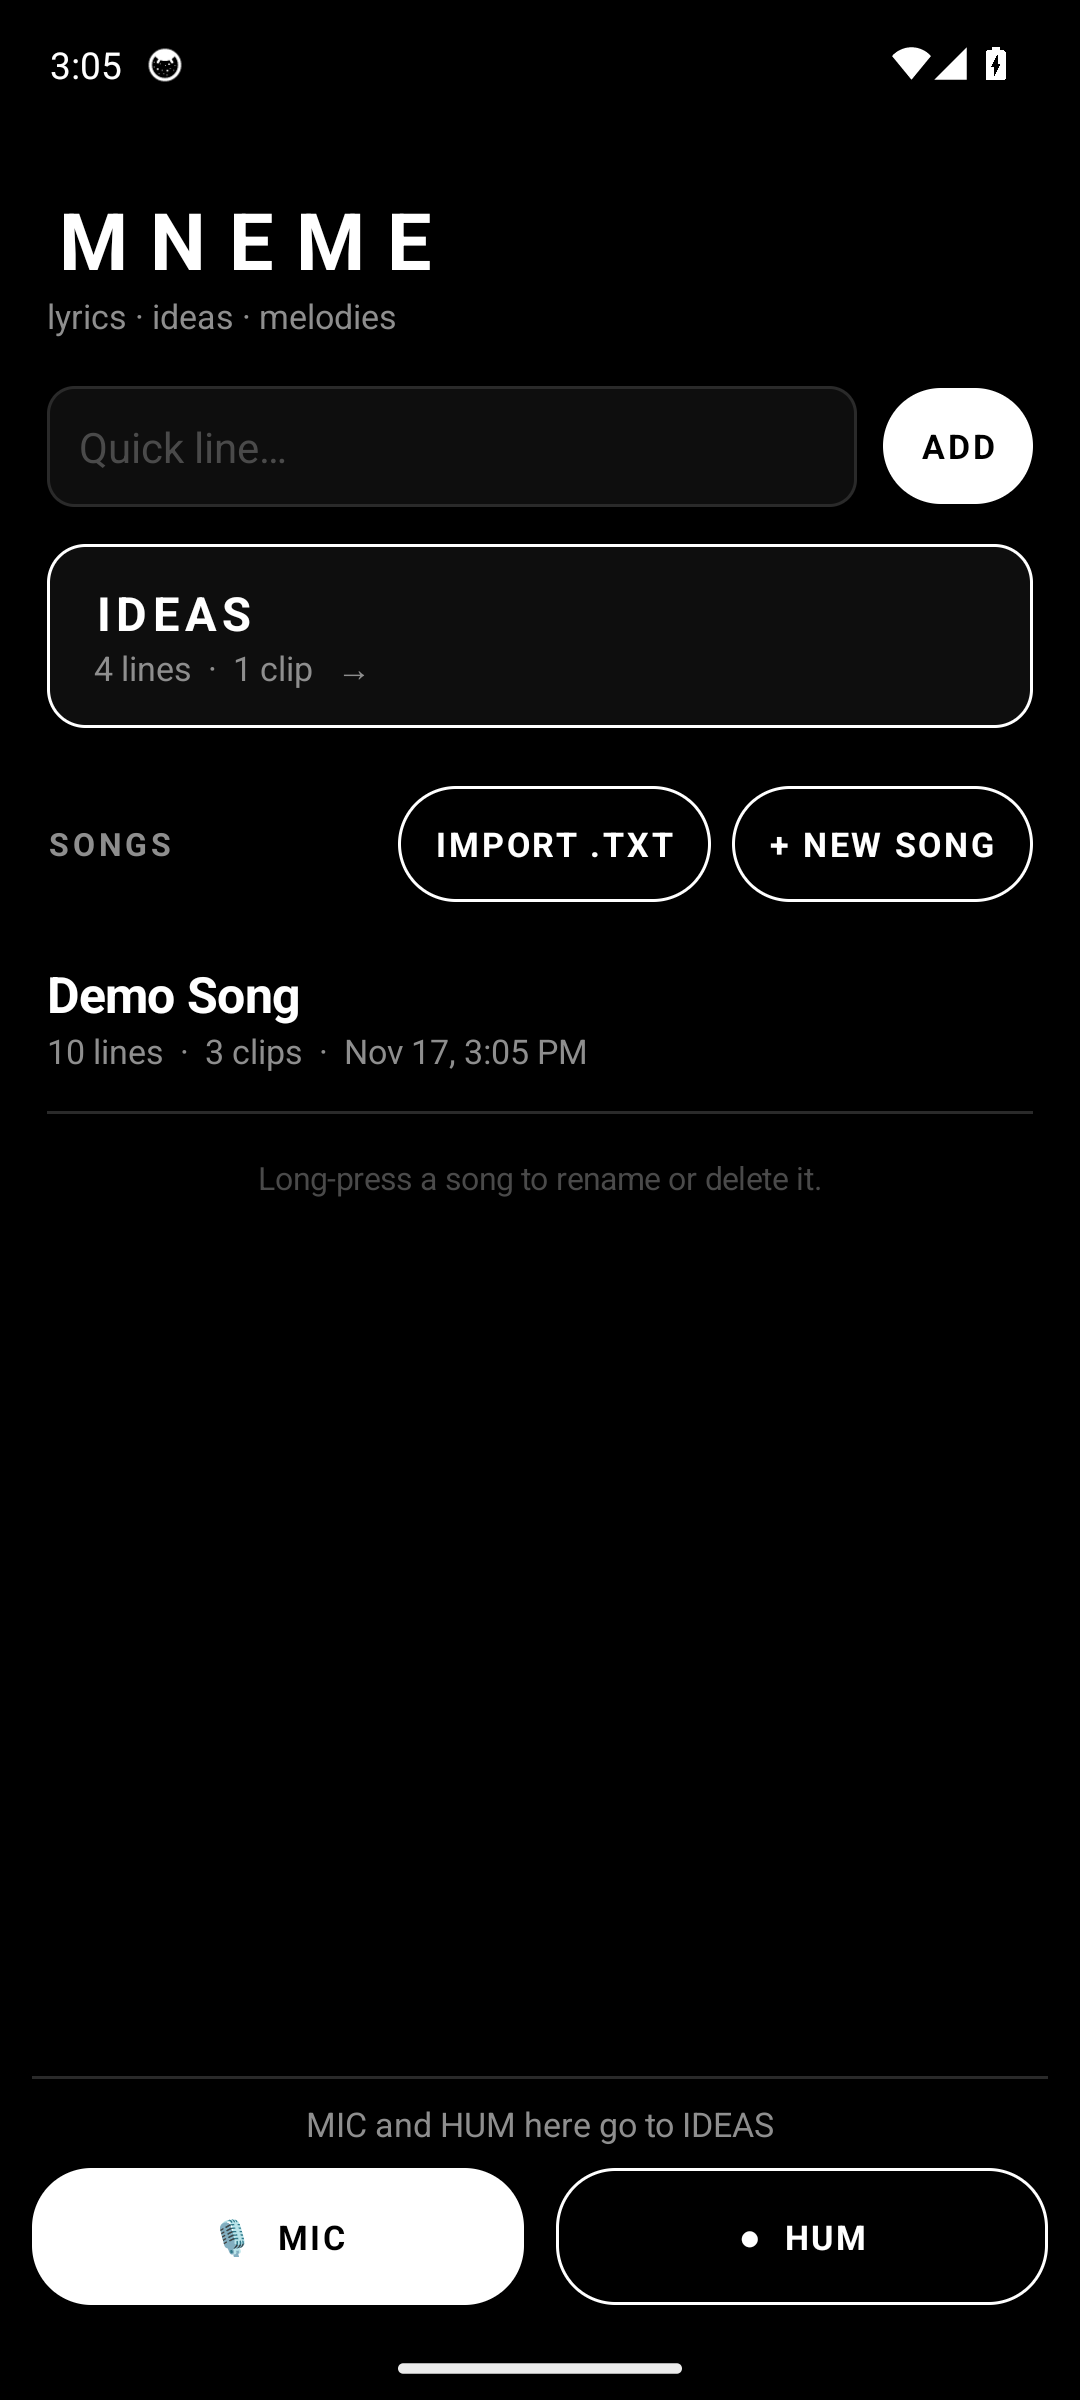 3:05
MNEME
lyrics · ideas · melodies
Quick line…
ADD
IDEAS
4 lines · 1 clip →
SONGS
IMPORT .TXT
+ NEW SONG
Demo Song
10 lines · 3 clips · Nov 17, 3:05 PM
Long-press a song to rename or delete it.
MIC and HUM here go to IDEAS
🎙️ MIC
● HUM